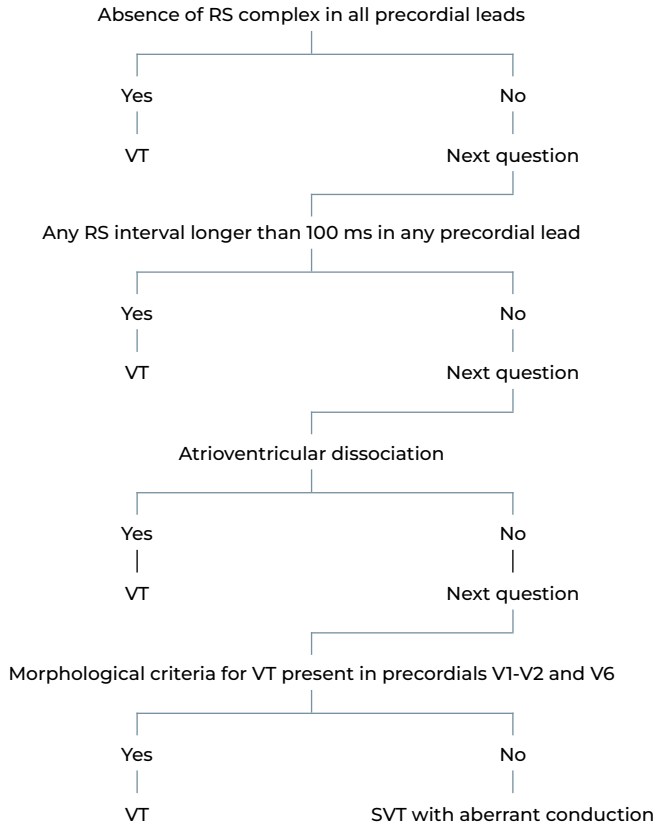 Absence of RS complex in all precordial leads
Yes
No
VT
Next question
Any RS interval longer than 100 ms in any precordial lead
Yes
No
VT
Next question
Atrioventricular dissociation
Yes
No
VT
Next question
Morphological criteria for VT present in precordials V1-V2 and V6
Yes
No
VT
SVT with aberrant conduction